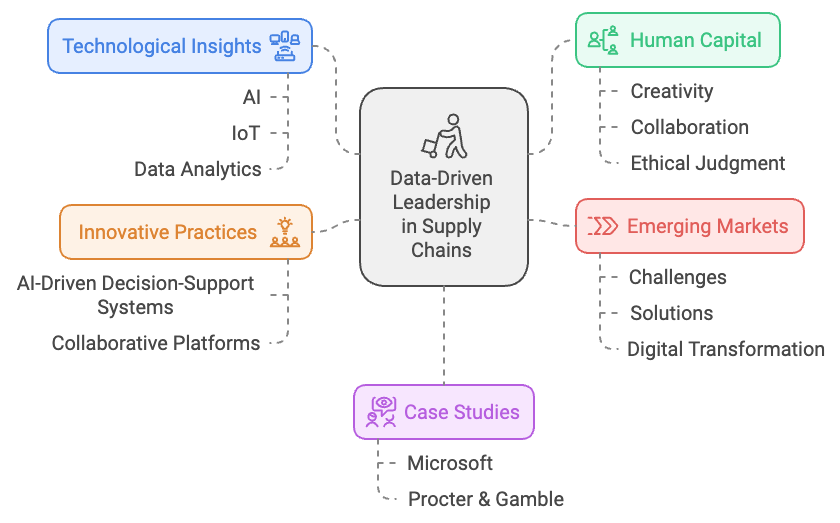 Technological Insights
AI
IoT
Data Analytics
Innovative Practices
AI-Driven Decision-Support
Systems
Collaborative Platforms
Data-Driven
Leadership
in Supply
Chains
Human Capital
Creativity
Collaboration
Ethical Judgment
Emerging Markets
Challenges
Solutions
Digital Transformation
Case Studies
Microsoft
Procter & Gamble